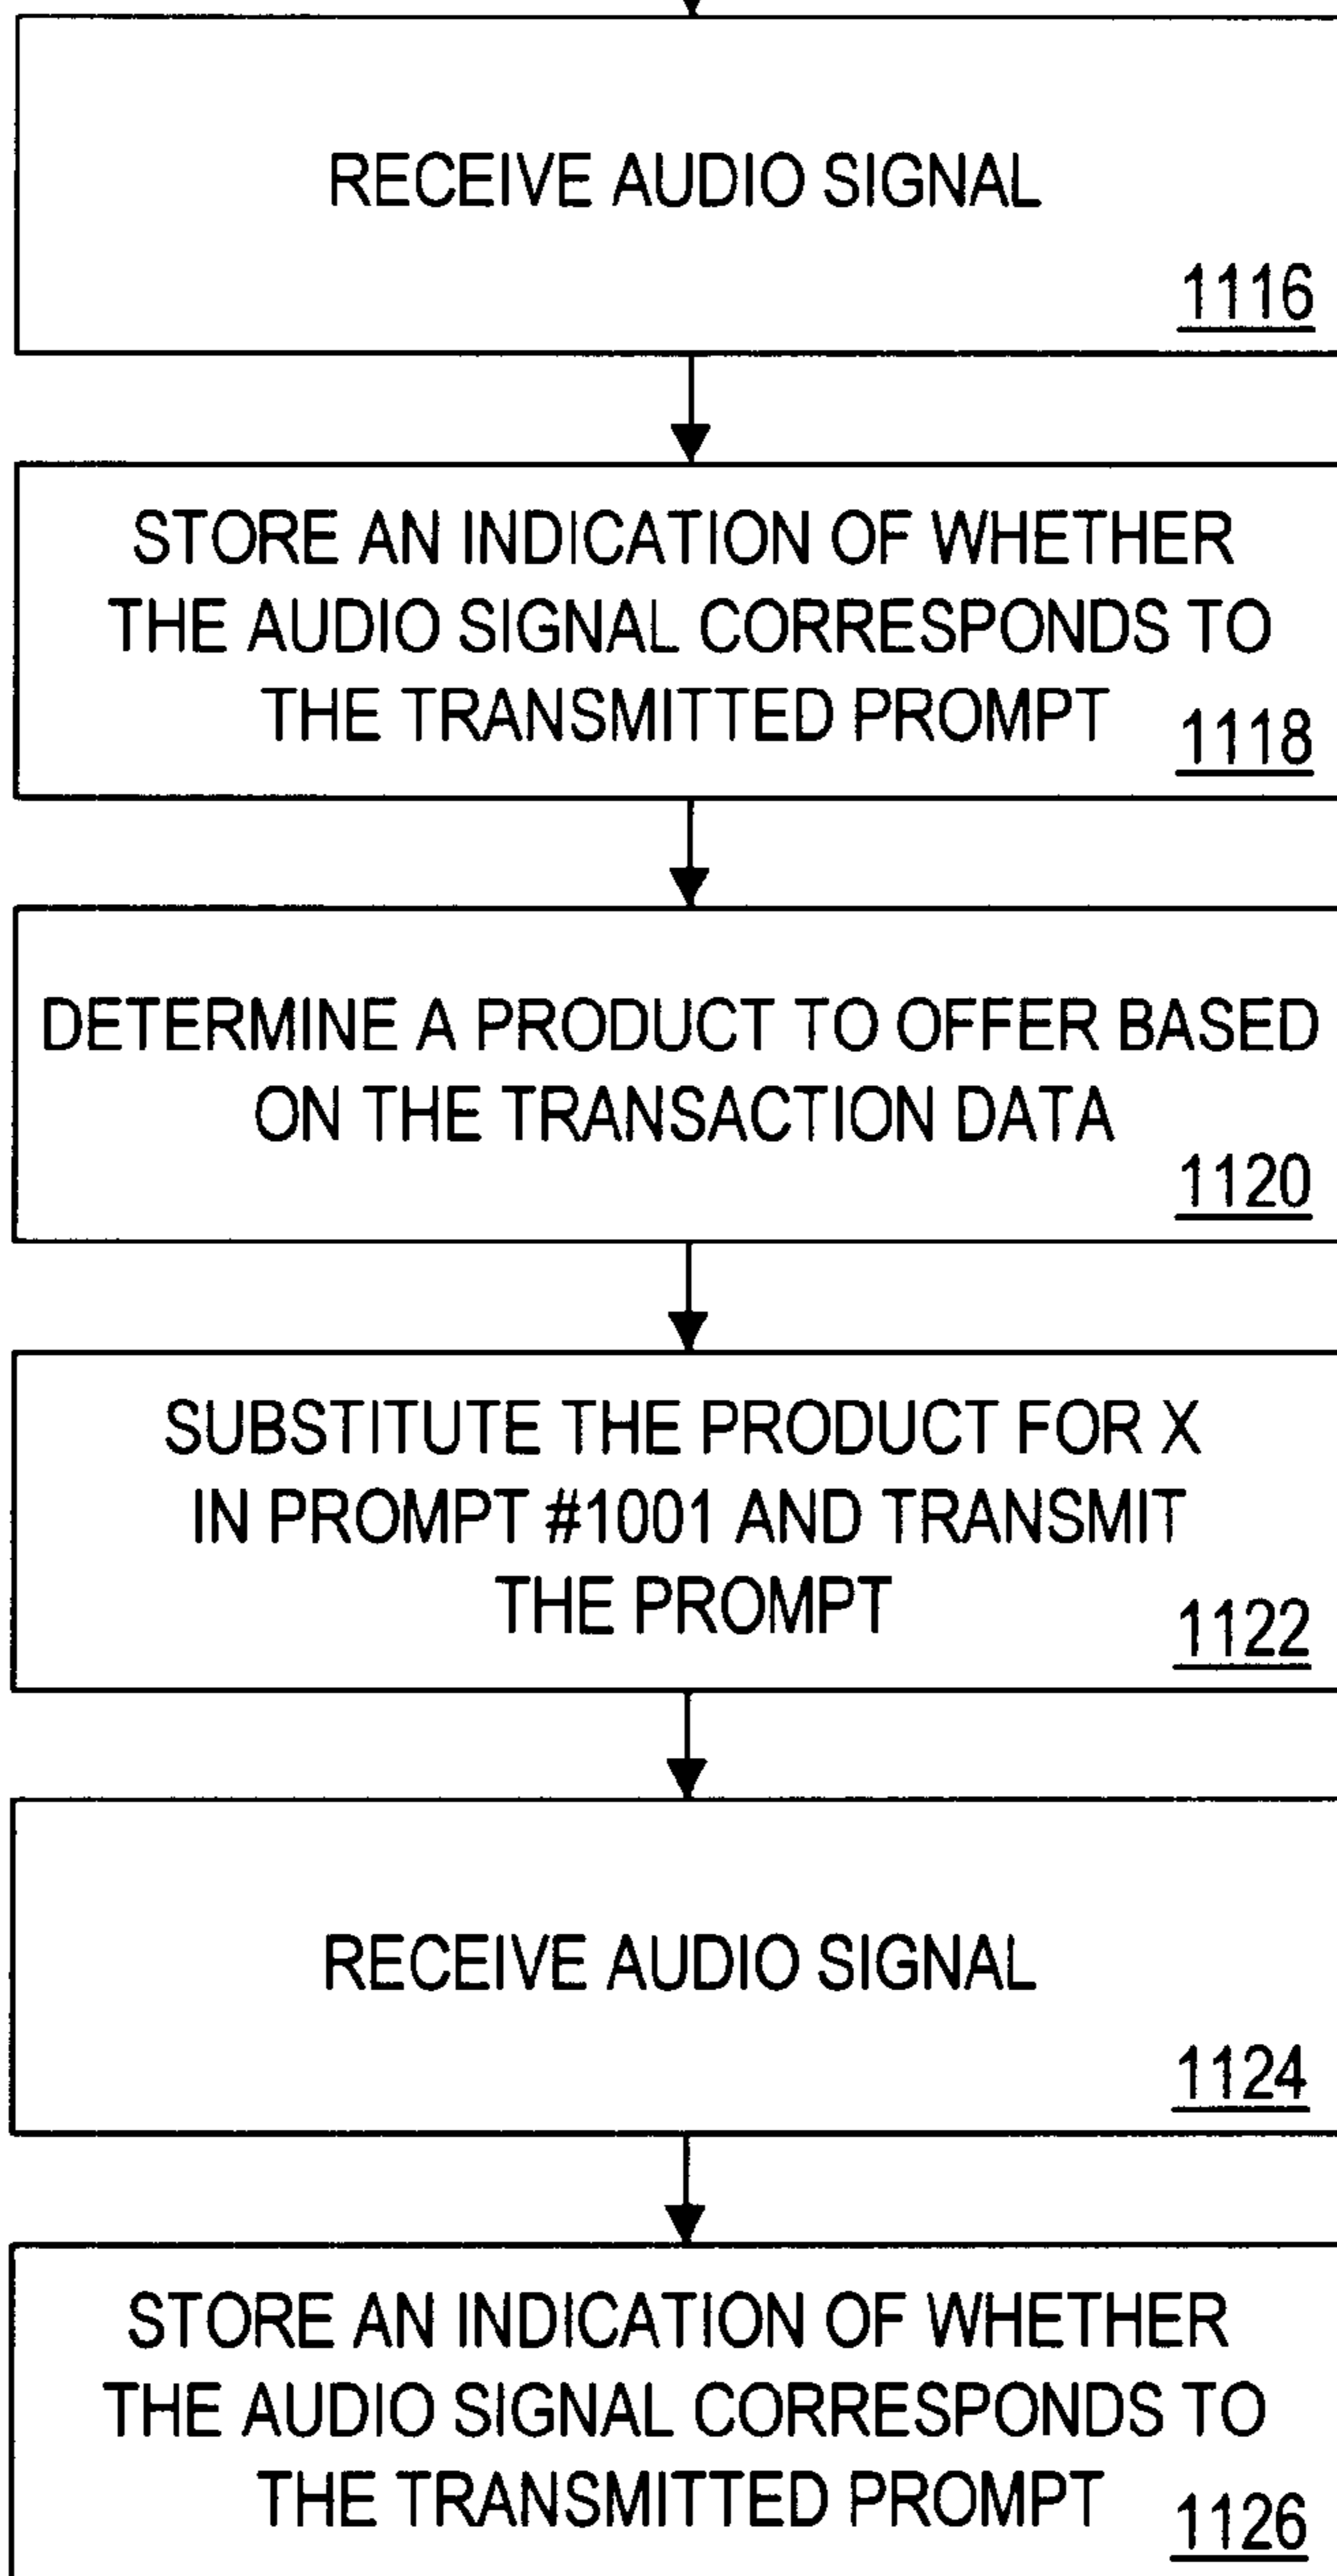 RECEIVE AUDIO SIGNAL
1116
STORE AN INDICATION OF WHETHER
THE AUDIO SIGNAL CORRESPONDS TO
THE TRANSMITTED PROMPT
1118
DETERMINE A PRODUCT TO OFFER BASED
ON THE TRANSACTION DATA
1120
SUBSTITUTE THE PRODUCT FOR X
IN PROMPT #1001 AND TRANSMIT
THE PROMPT
1122
RECEIVE AUDIO SIGNAL
1124
STORE AN INDICATION OF WHETHER
THE AUDIO SIGNAL CORRESPONDS TO
THE TRANSMITTED PROMPT
1126